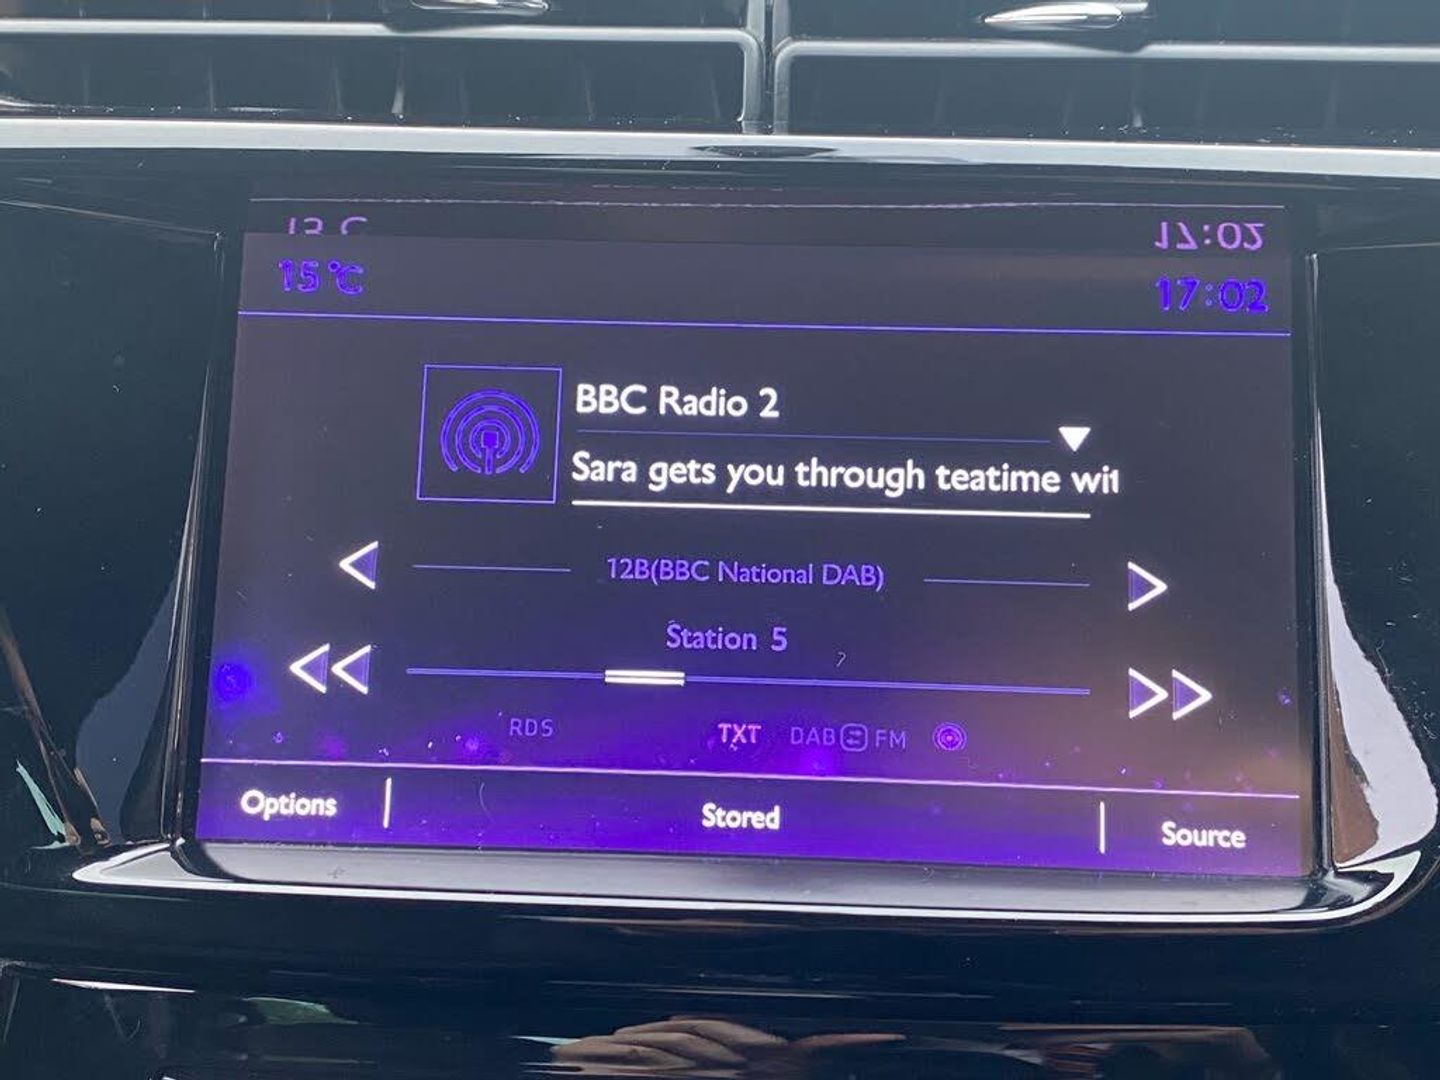 15°C 17:02
BBC Radio 2
Sara gets you through teatime wit
12B(BBC National DAB)
Station 5
RDS TXT DAB FM
Options Stored Source